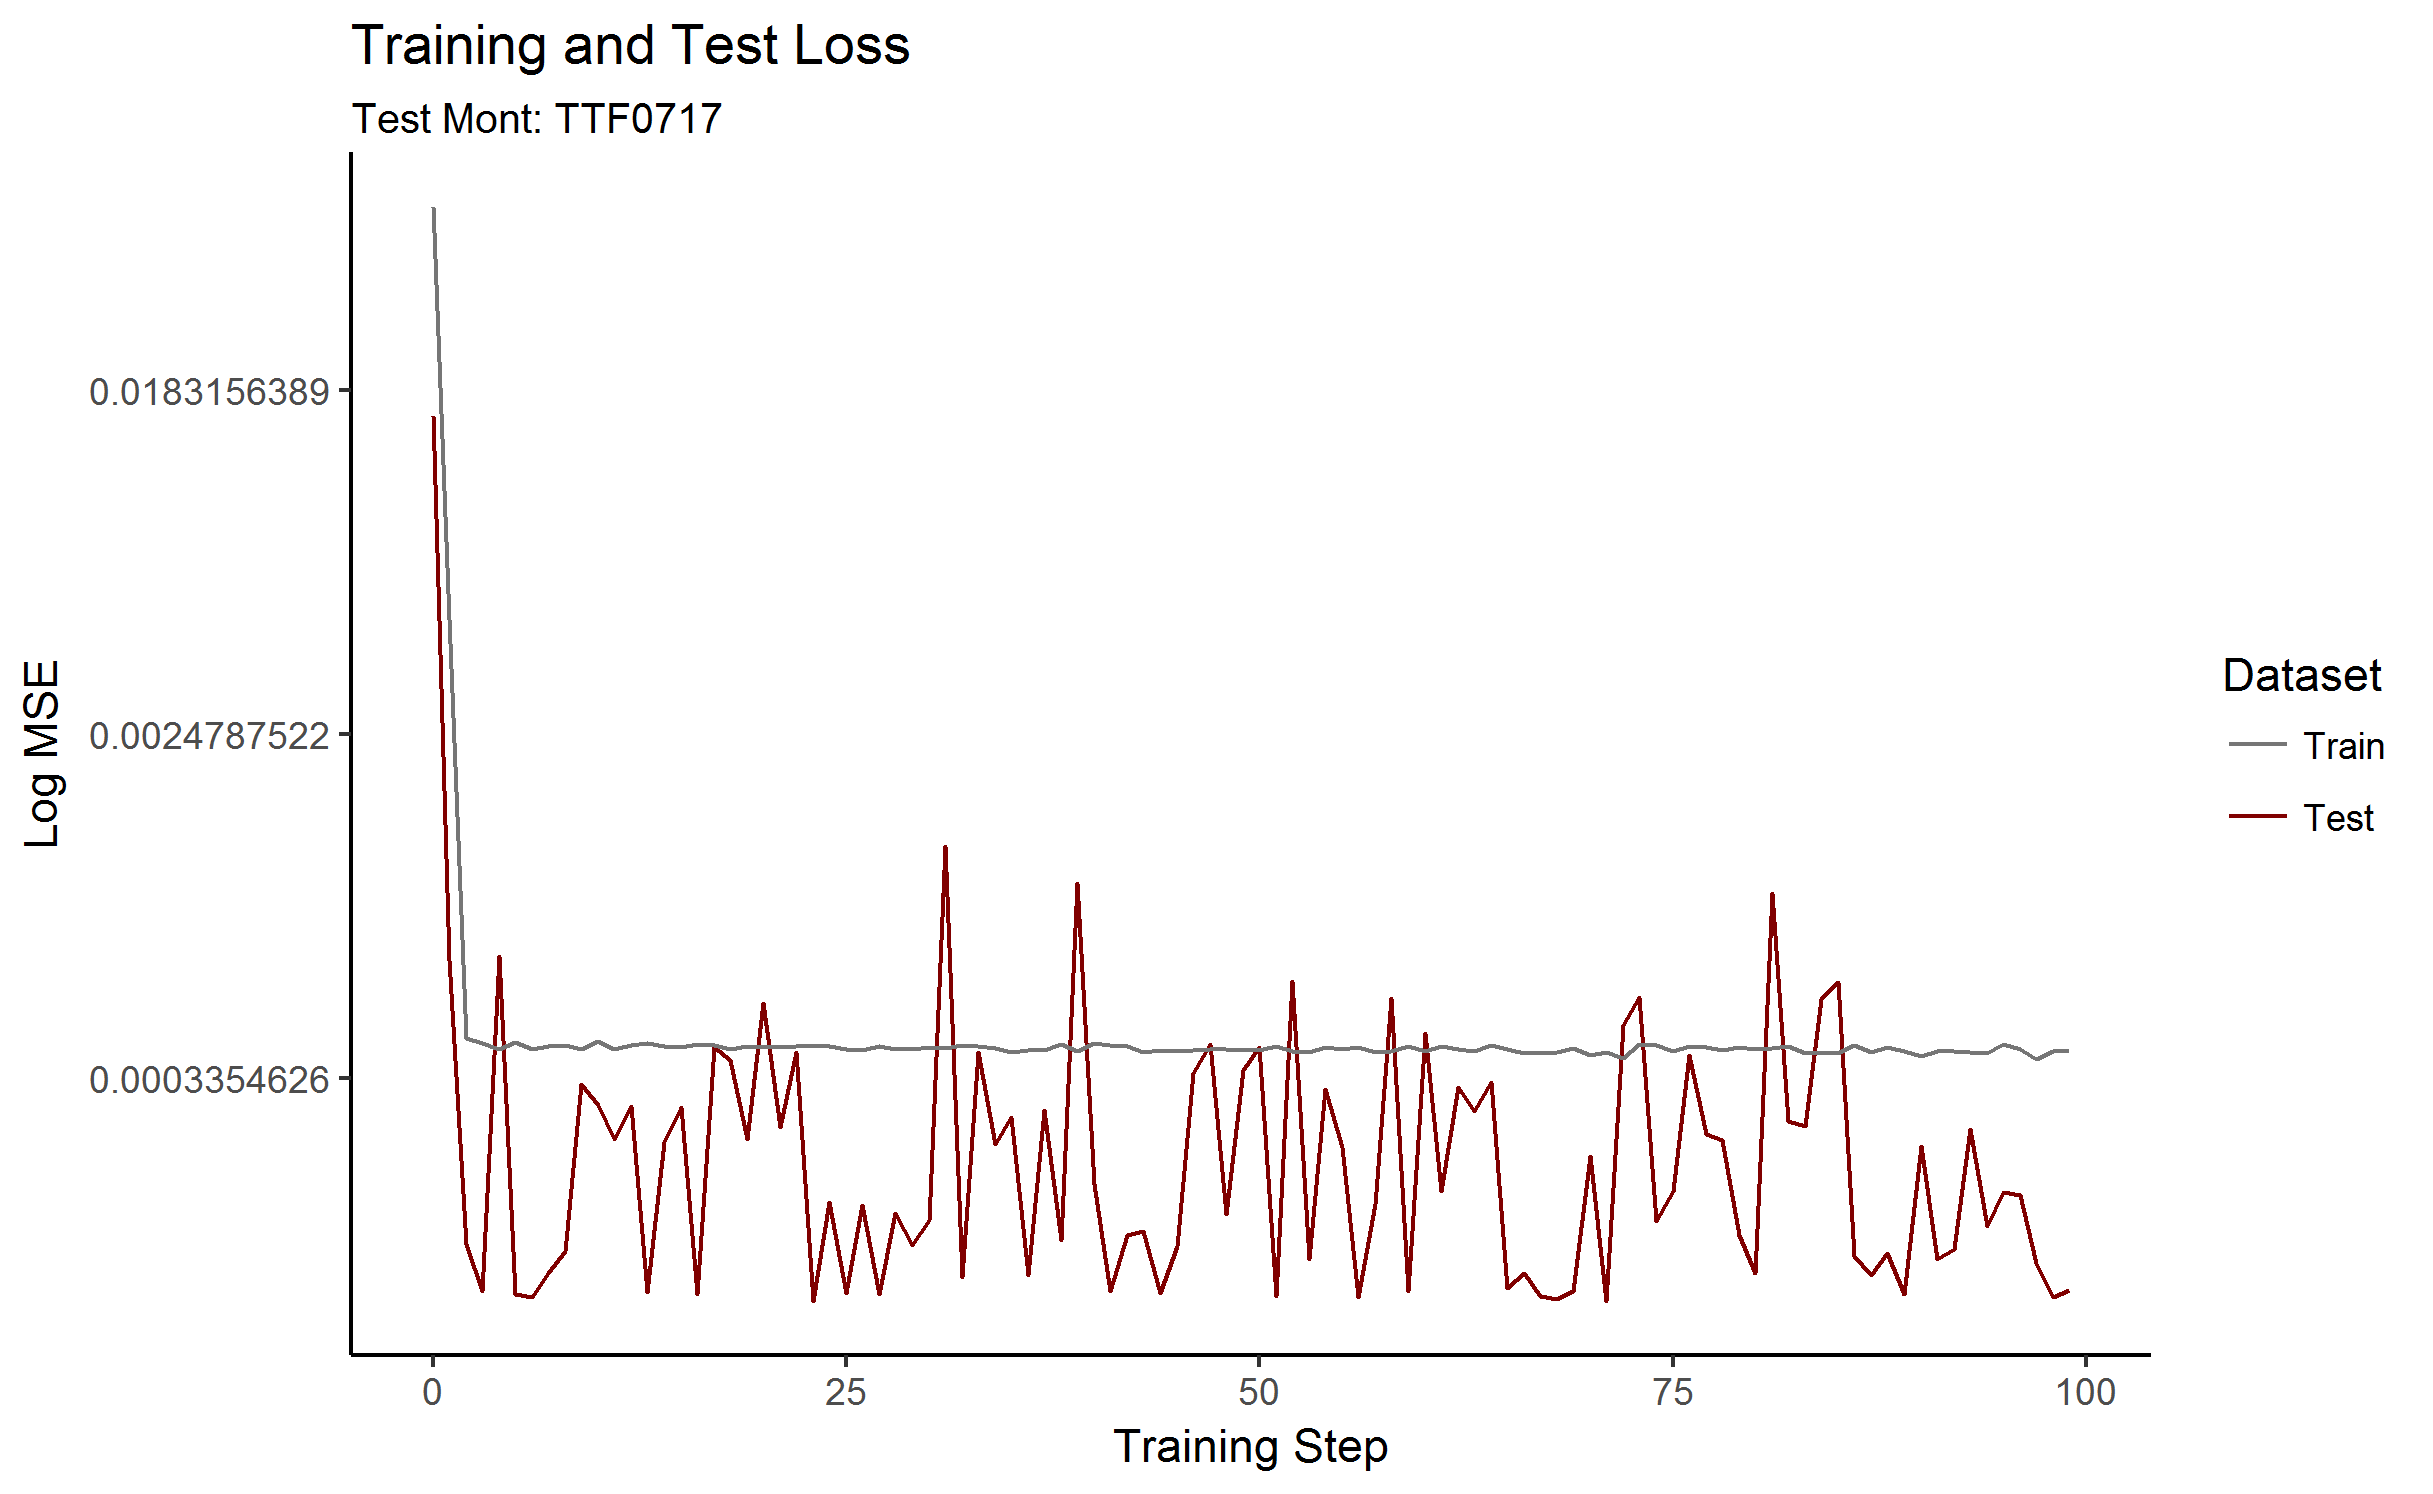 Training and Test Loss
Test Mont: TTF0717
Log MSE
0.0183156389
0.0024787522
0.0003354626
0
25
50
75
100
Training Step
Dataset
Train
Test